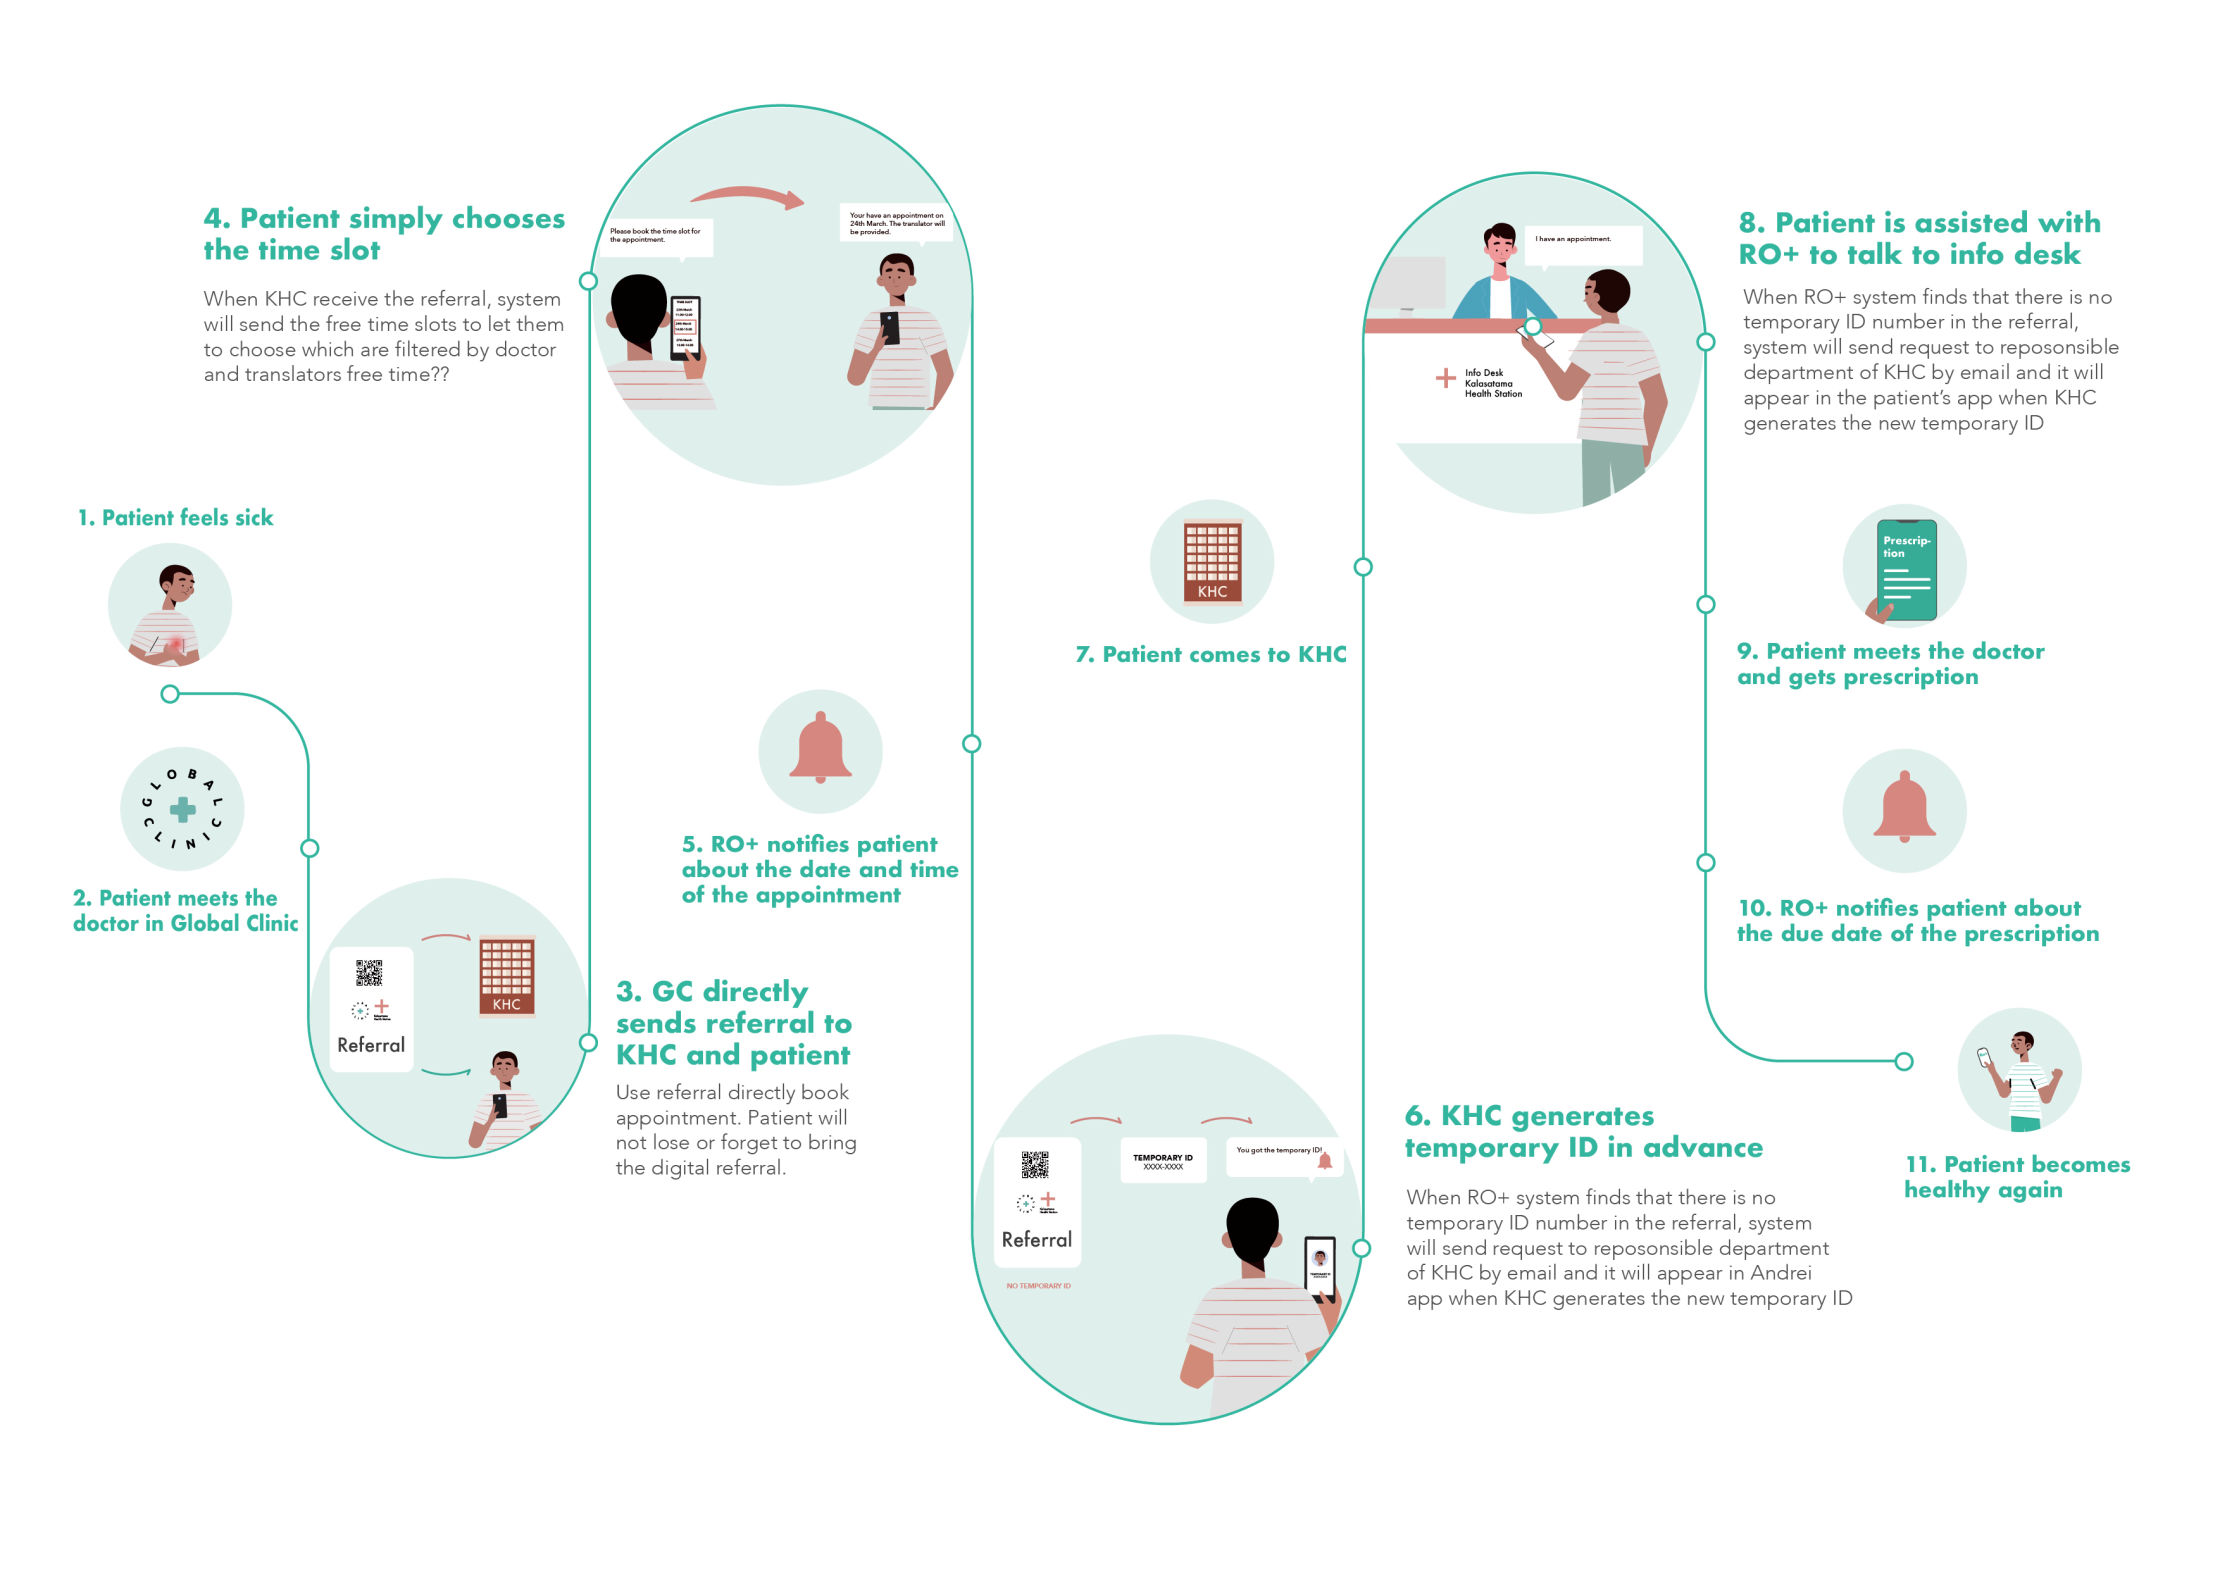 1. Patient feels sick
GLOBAL
CLINIC
2. Patient meets the
doctor in Global Clinic
Referral
KHC
3. GC directly
sends referral to
KHC and patient
Use referral directly book
appointment. Patient will
not lose or forget to bring
the digital referral.
4. Patient simply chooses
the time slot
When KHC receive the referral, system
will send the free time slots to let them
to choose which are filtered by doctor
and translators free time??
Please book the time slot for
the appointment.
Your have an appointment on
24th March. The translator will
be provided.
5. RO+ notifies patient
about the date and time
of the appointment
Referral
NO TEMPORARY ID
TEMPORARY ID
XXXX-XXXX
You got the temporary ID!
6. KHC generates
temporary ID in advance
When RO+ system finds that there is no
temporary ID number in the referral, system
will send request to reposonsible department
of KHC by email and it will appear in Andrei
app when KHC generates the new temporary ID
KHC
7. Patient comes to KHC
I have an appointment.
Info Desk
Kalasatama
Health Station
8. Patient is assisted with
RO+ to talk to info desk
When RO+ system finds that there is no
temporary ID number in the referral,
system will send request to reposonsible
department of KHC by email and it will
appear in the patient’s app when KHC
generates the new temporary ID
Prescrip-
tion
9. Patient meets the doctor
and gets prescription
10. RO+ notifies patient about
the due date of the prescription
11. Patient becomes
healthy again